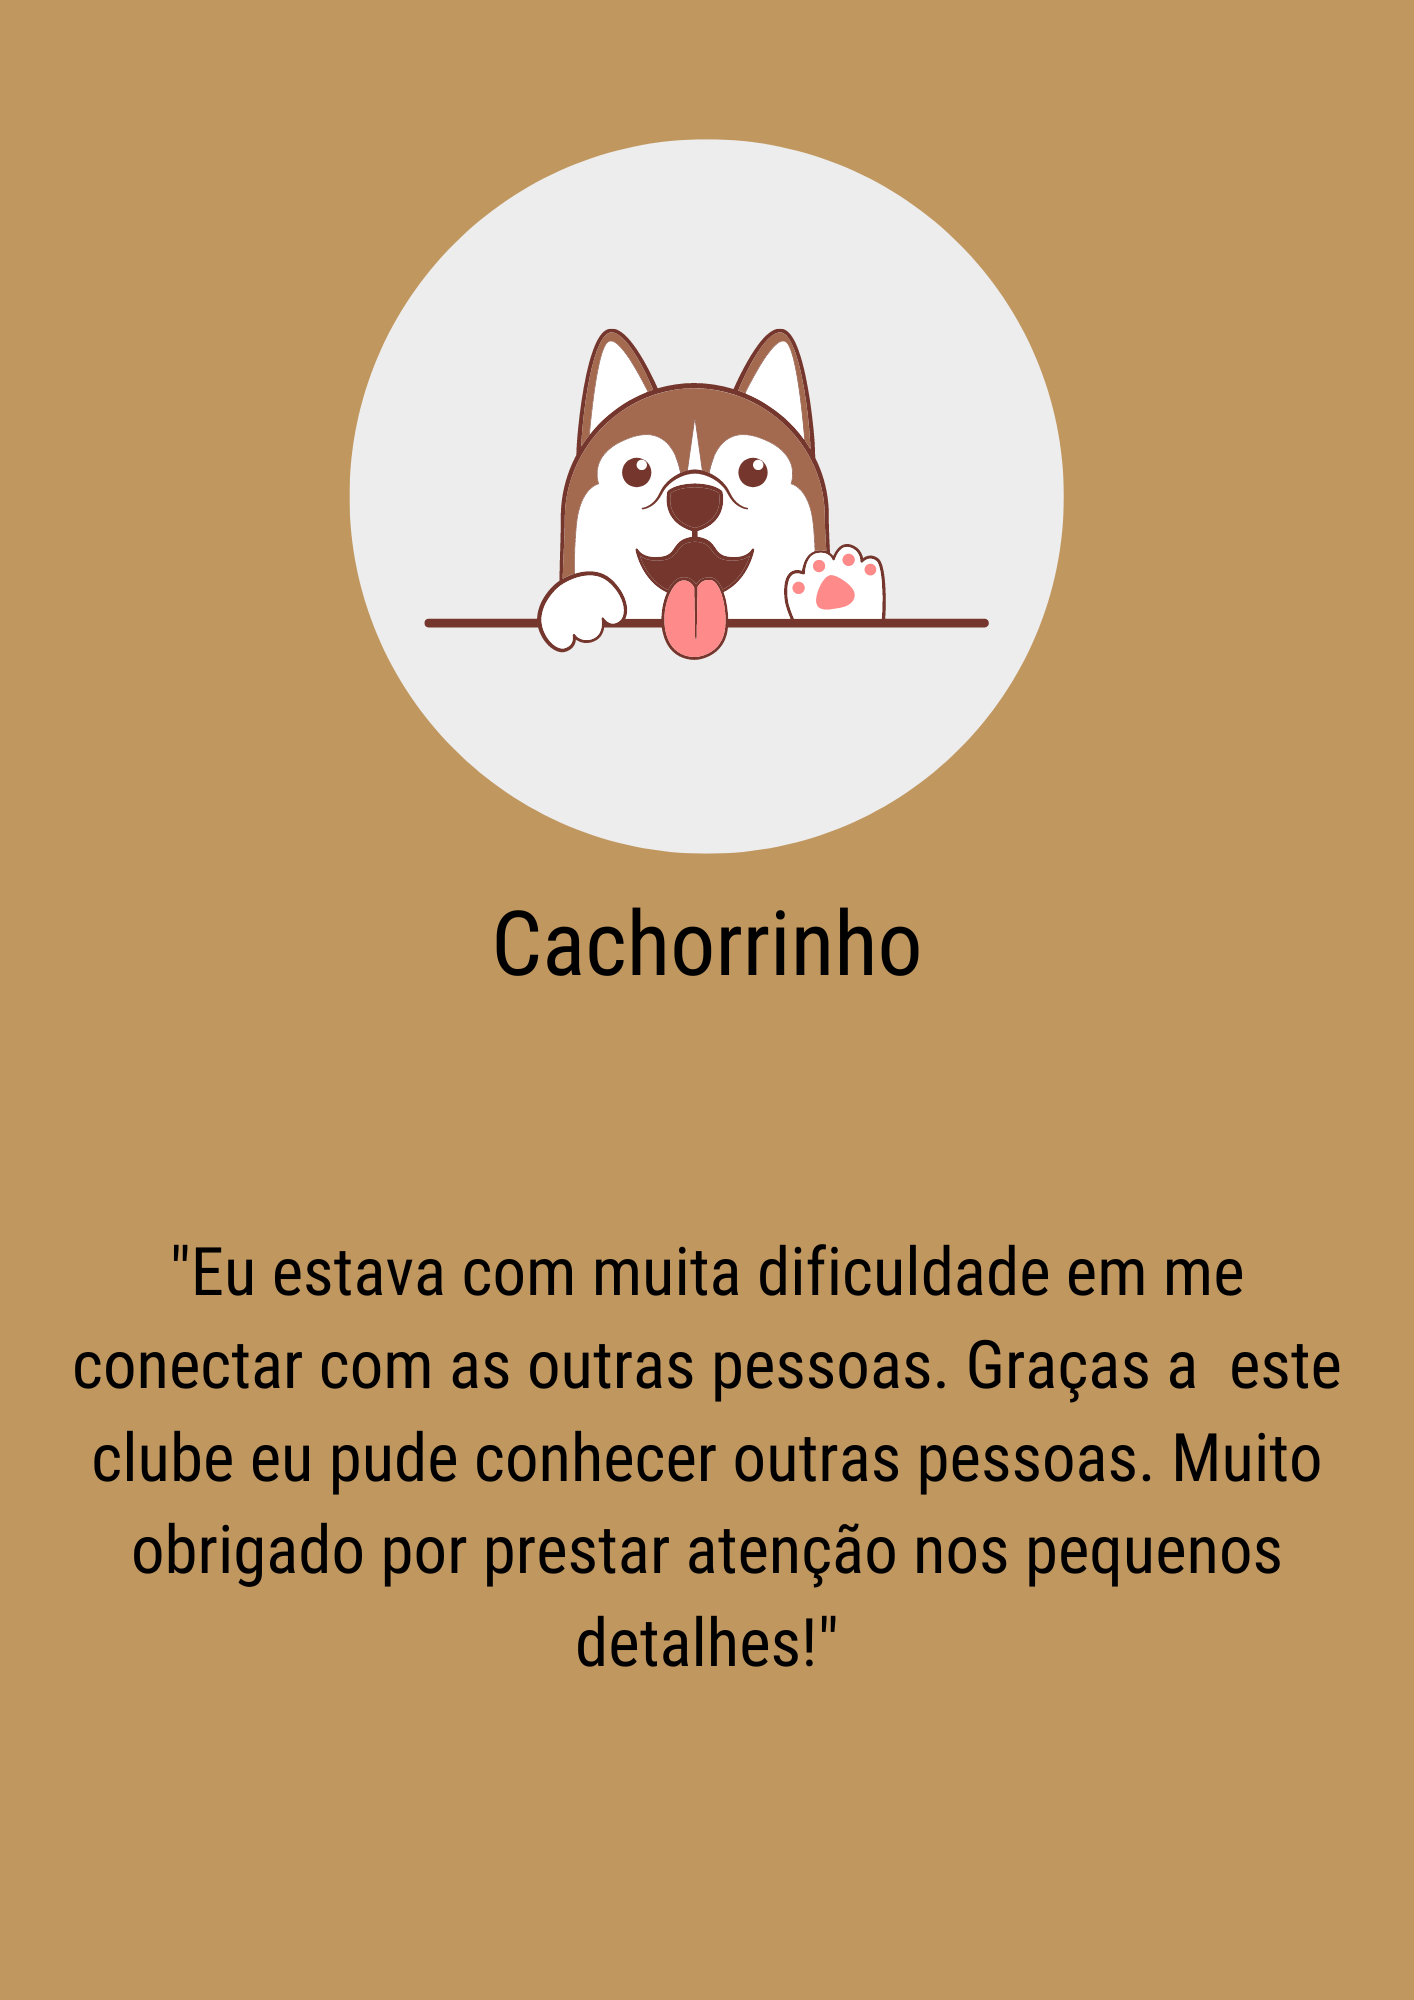 Cachorrinho
"Eu estava com muita dificuldade em me
conectar com as outras pessoas. Graças a  este
clube eu pude conhecer outras pessoas. Muito
obrigado por prestar atenção nos pequenos
detalhes!"